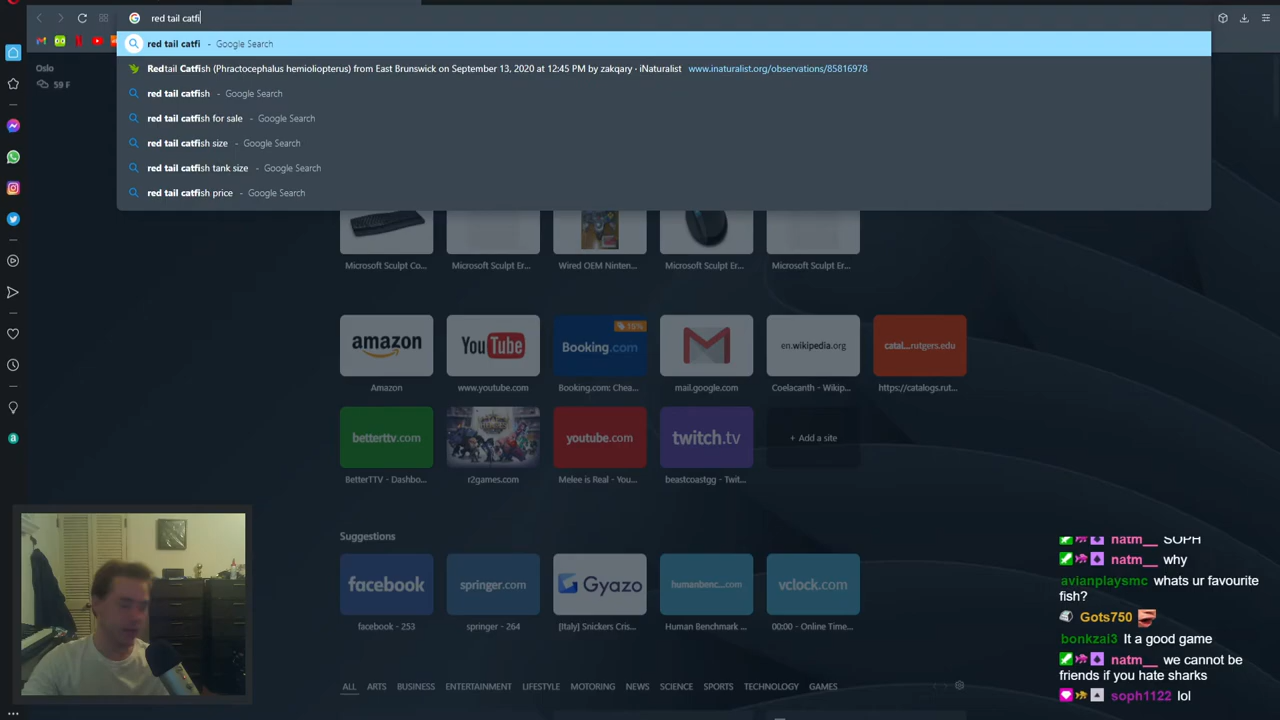 red tail catfi
red tail catfi - Google Search
Redtail Catfish (Phractocephalus hemioliopterus) from East Brunswick on September 13, 2020 at 12:45 PM by zakqary · iNaturalist www.inaturalist.org/observations/85816978
red tail catfish - Google Search
red tail catfish for sale - Google Search
red tail catfish size - Google Search
red tail catfish tank size - Google Search
red tail catfish price - Google Search
Oslo
59 F
Microsoft Sculpt Co...
Microsoft Sculpt Er...
Wired OEM Ninten...
Microsoft Sculpt Er...
Microsoft Sculpt Er...
amazon
YouTube
Booking.com
15%
en.wikipedia.org
catal...rutgers.edu
Amazon
www.youtube.com
Booking.com: Chea...
mail.google.com
Coelacanth - Wikip...
https://catalogs.rut...
betterttv.com
youtube.com
twitch.tv
+ Add a site
BetterTTV - Dashbo...
r2games.com
Melee is Real - You...
beastcoastgg - Twit...
Suggestions
facebook
springer.com
Gyazo
humanbenc...com
vclock.com
facebook - 253
springer - 264
[Italy] Snickers Cris...
Human Benchmark ...
00:00 - Online Time...
ALL
ARTS
BUSINESS
ENTERTAINMENT
LIFESTYLE
MOTORING
NEWS
SCIENCE
SPORTS
TECHNOLOGY
GAMES
natm__ SOPH
natm__ why
avianplaysmc whats ur favourite
fish?
Gots750
bonkzai3 It a good game
natm__ we cannot be
friends if you hate sharks
soph1122 lol